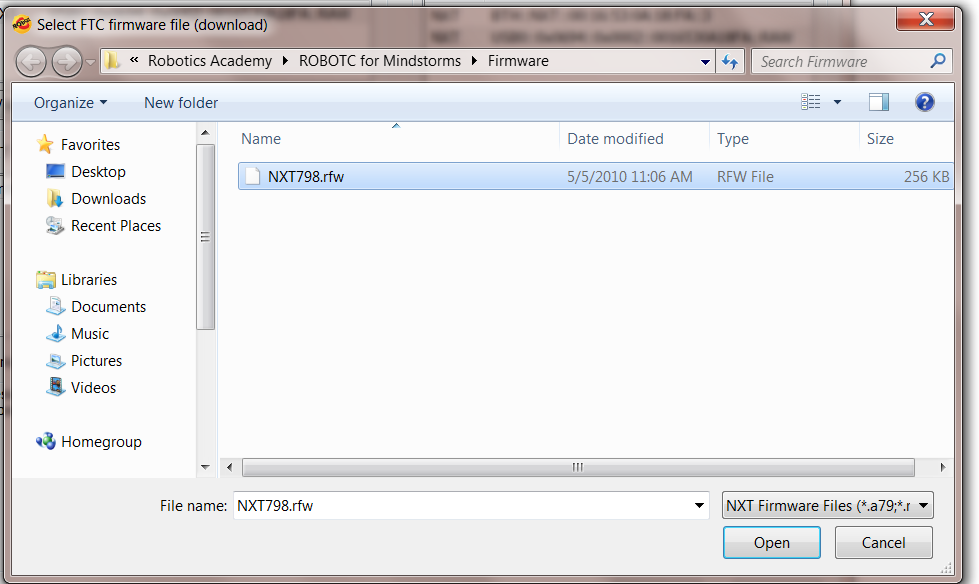 Select FTC firmware file (download)
« Robotics Academy ▸ ROBOTC for Mindstorms ▸ Firmware
Search Firmware
Organize
New folder
Name
Date modified
Type
Size
NXT798.rfw
5/5/2010 11:06 AM
RFW File
256 KB
Favorites
Desktop
Downloads
Recent Places
Libraries
Documents
Music
Pictures
Videos
Homegroup
File name:
NXT798.rfw
NXT Firmware Files (*.a79;*.r
Open
Cancel